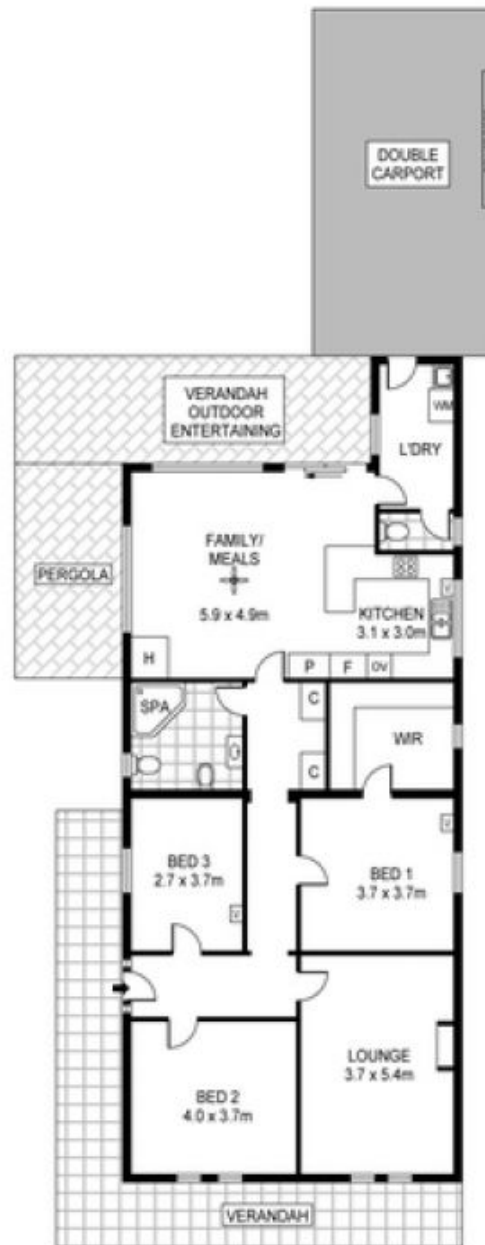 DOUBLE
CARPORT
VERANDAH
OUTDOOR
ENTERTAINING
WM
L'DRY
PERGOLA
FAMILY/
MEALS
5.9 x 4.9m
KITCHEN
3.1 x 3.0m
H
P
F
OV
SPA
C
C
WIR
BED 3
2.7 x 3.7m
BED 1
3.7 x 3.7m
LOUNGE
3.7 x 5.4m
BED 2
4.0 x 3.7m
VERANDAH